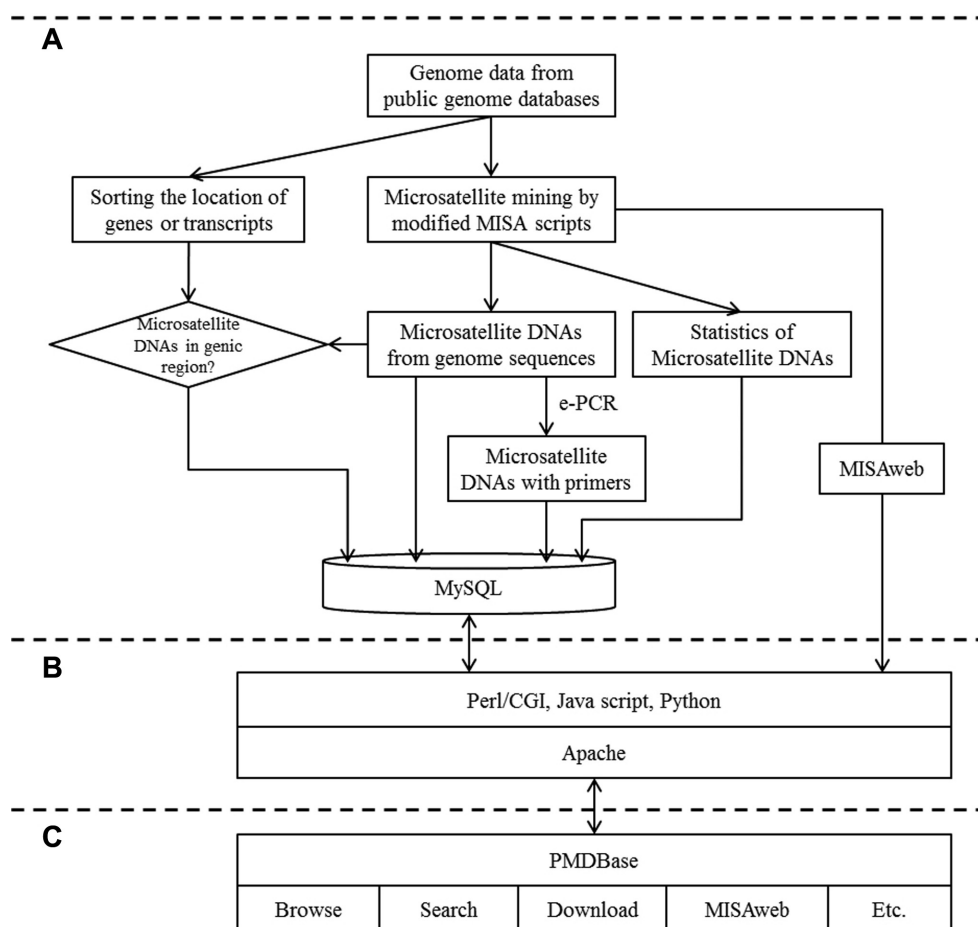 A
Genome data from
public genome databases
Sorting the location of
genes or transcripts
Microsatellite mining by
modified MISA scripts
Microsatellite
DNAs in genic
region?
Microsatellite DNAs
from genome sequences
Statistics of
Microsatellite DNAs
e-PCR
Microsatellite
DNAs with primers
MISAweb
MySQL
B
Perl/CGI, Java script, Python
Apache
C
PMDBase
Browse
Search
Download
MISAweb
Etc.